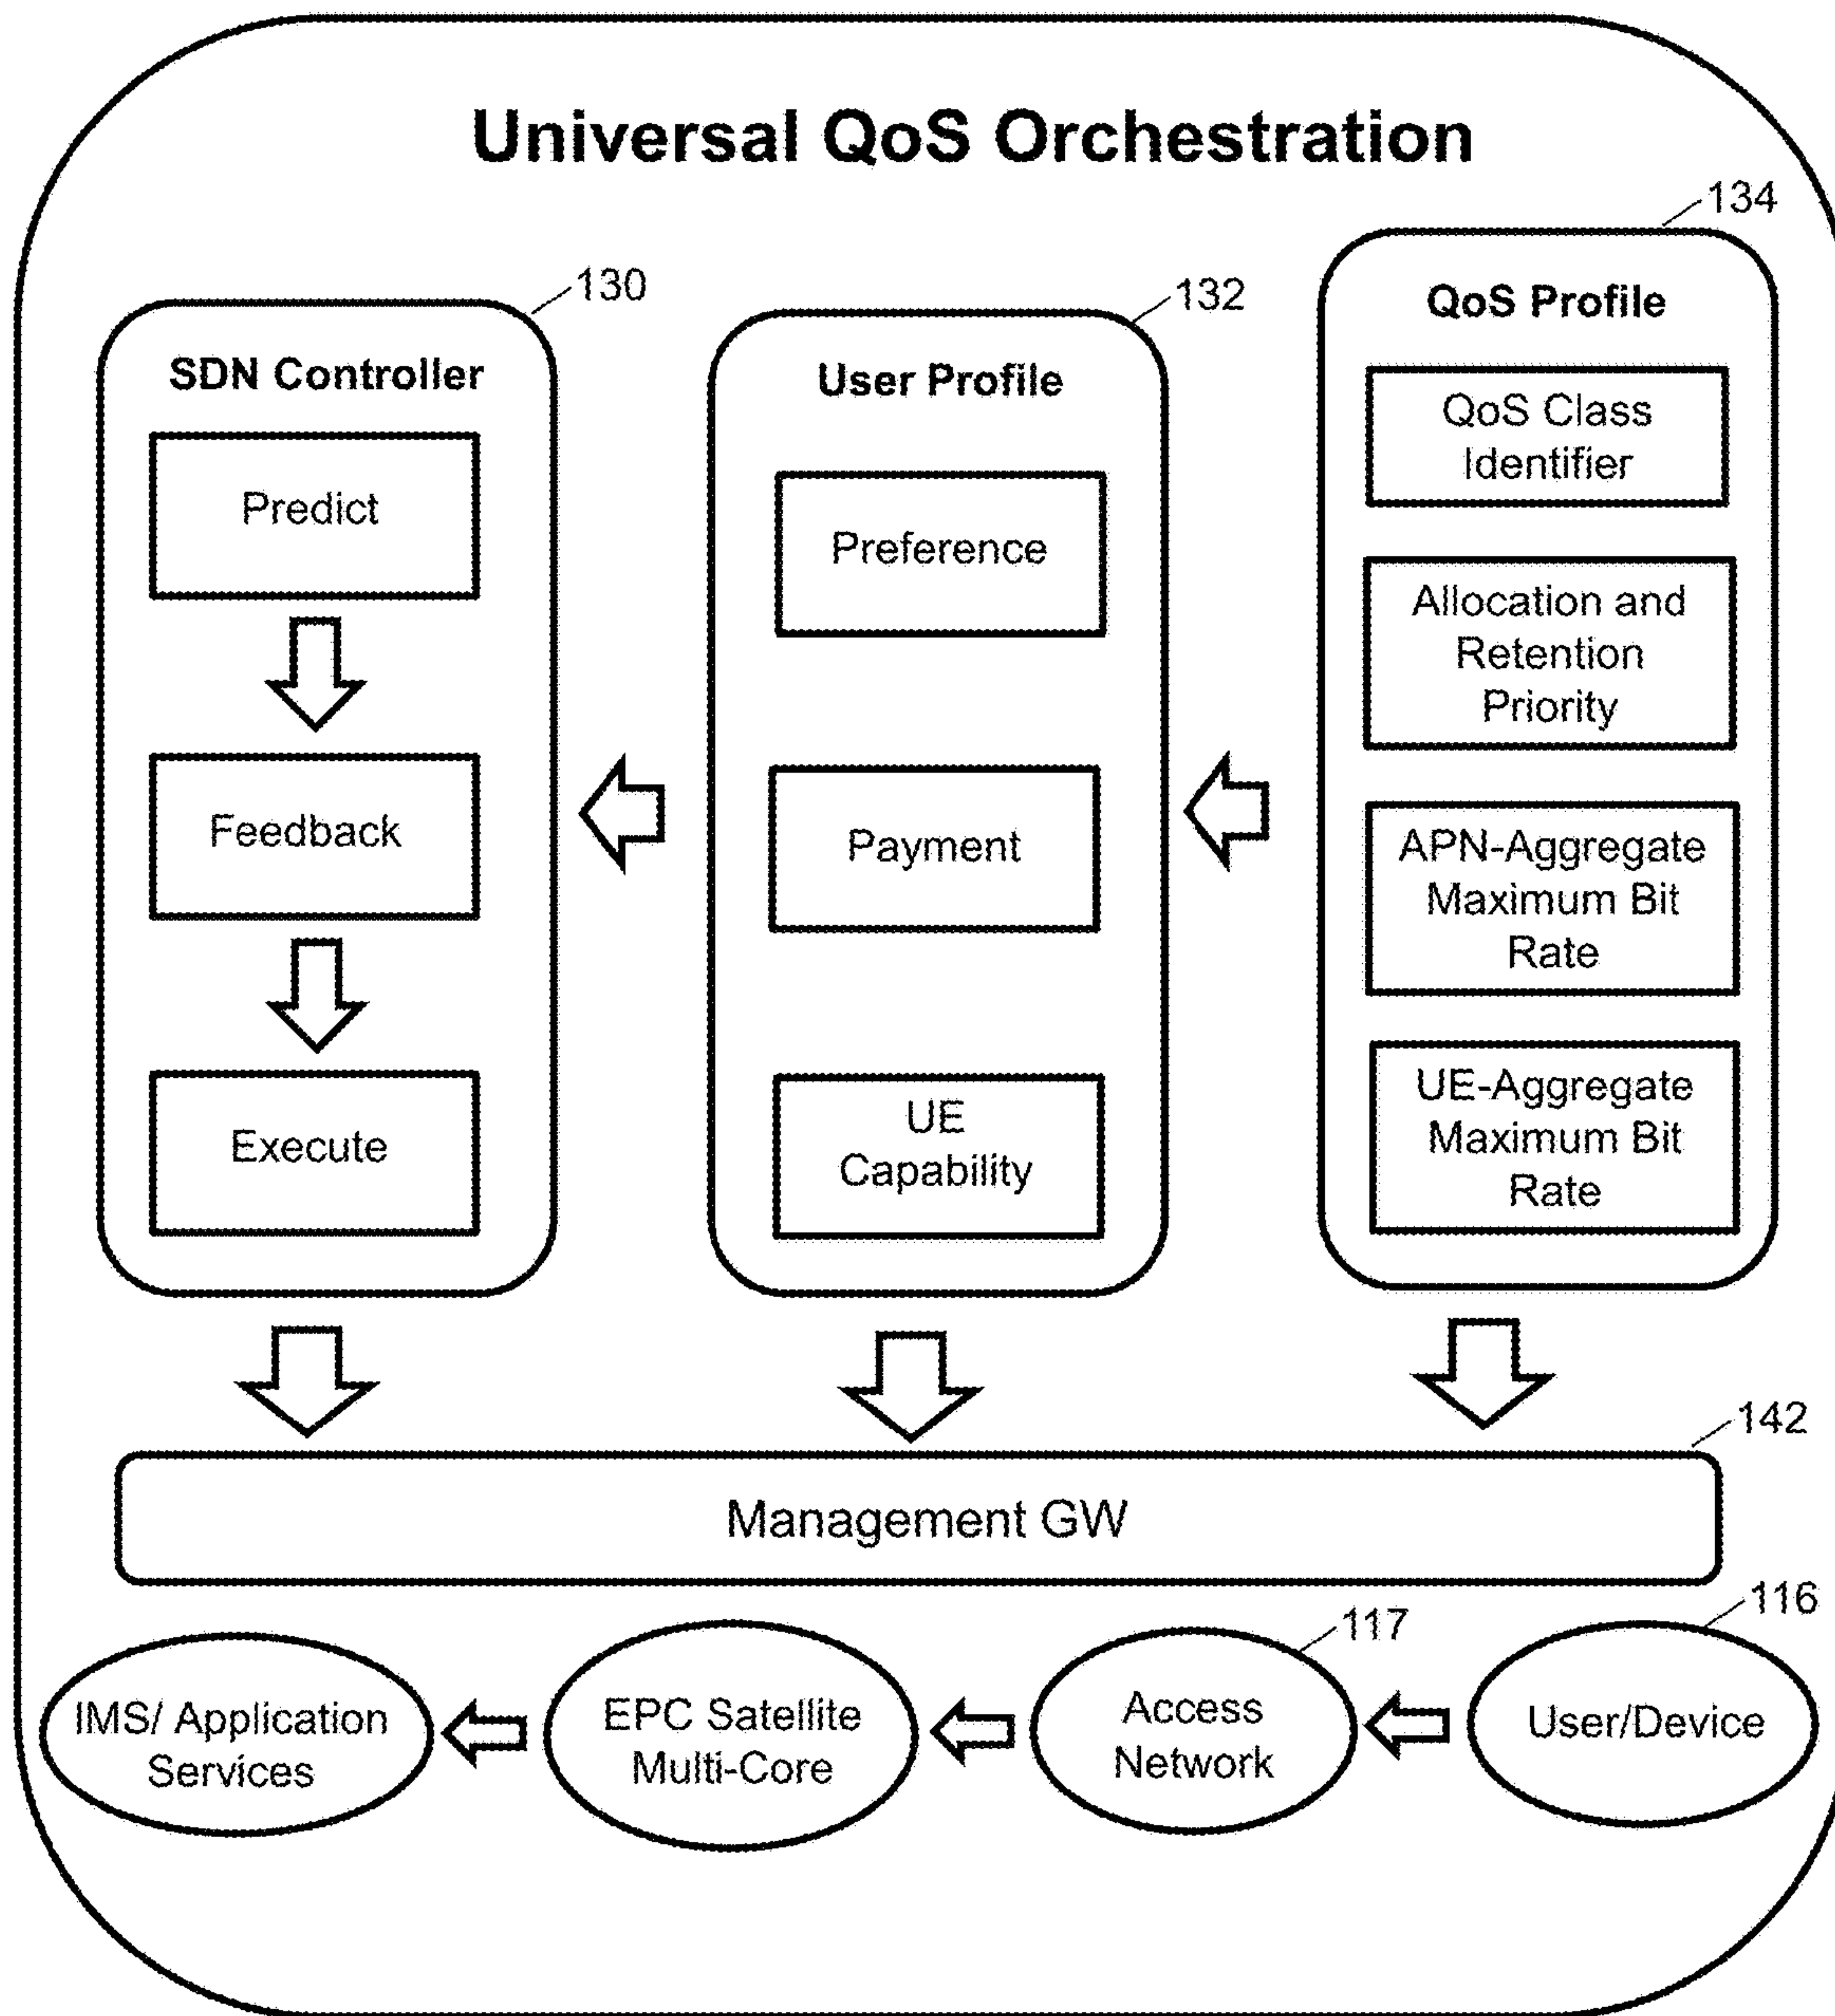 Universal QoS Orchestration
130
SDN Controller
Predict
Feedback
Execute
132
User Profile
Preference
Payment
UE
Capability
134
QoS Profile
QoS Class
Identifier
Allocation and
Retention
Priority
APN-Aggregate
Maximum Bit
Rate
UE-Aggregate
Maximum Bit
Rate
142
Management GW
IMS/ Application
Services
EPC Satellite
Multi-Core
117
Access
Network
116
User/Device